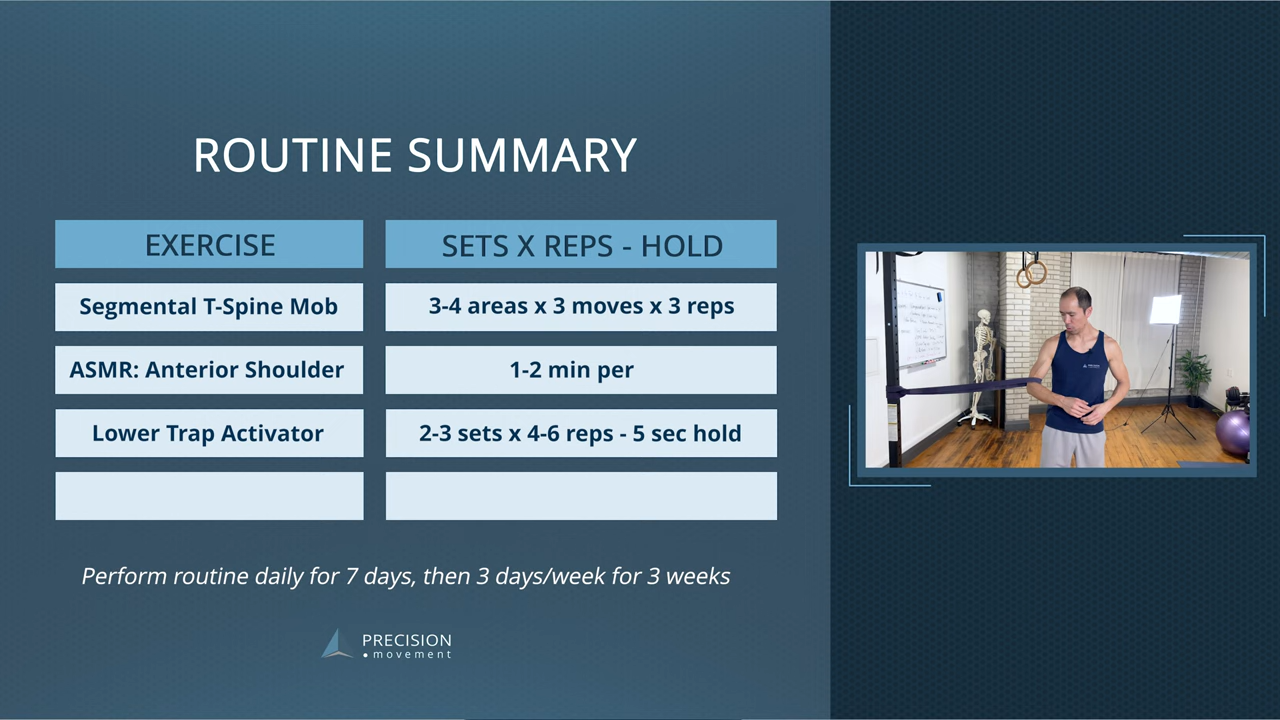 ROUTINE SUMMARY
EXERCISE
SETS X REPS - HOLD
Segmental T-Spine Mob
3-4 areas x 3 moves x 3 reps
ASMR: Anterior Shoulder
1-2 min per
Lower Trap Activator
2-3 sets x 4-6 reps - 5 sec hold
Perform routine daily for 7 days, then 3 days/week for 3 weeks
PRECISION
•movement